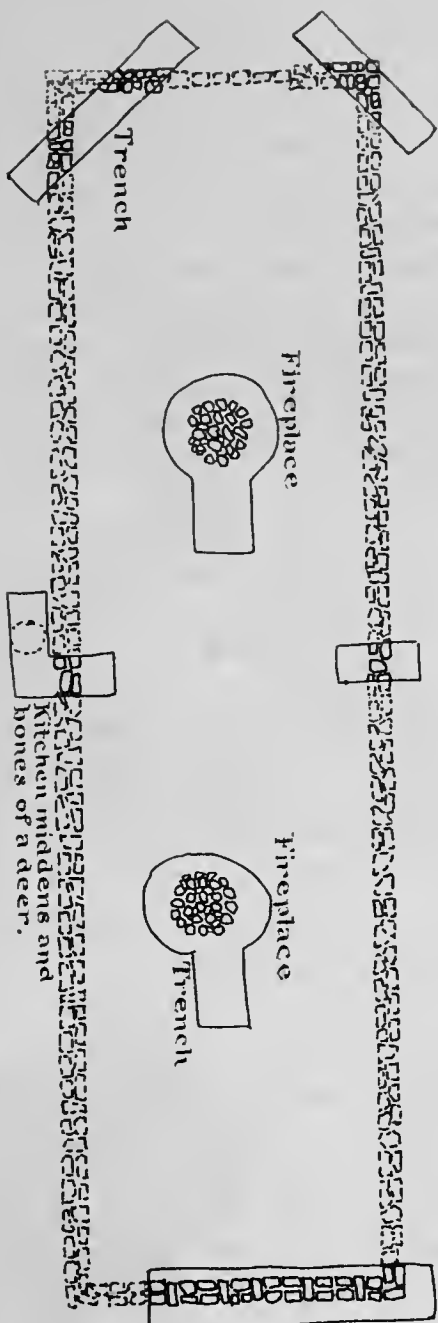 Trench
Fireplace
Fireplace
Trench
Kitchen middens and
bones of a deer.